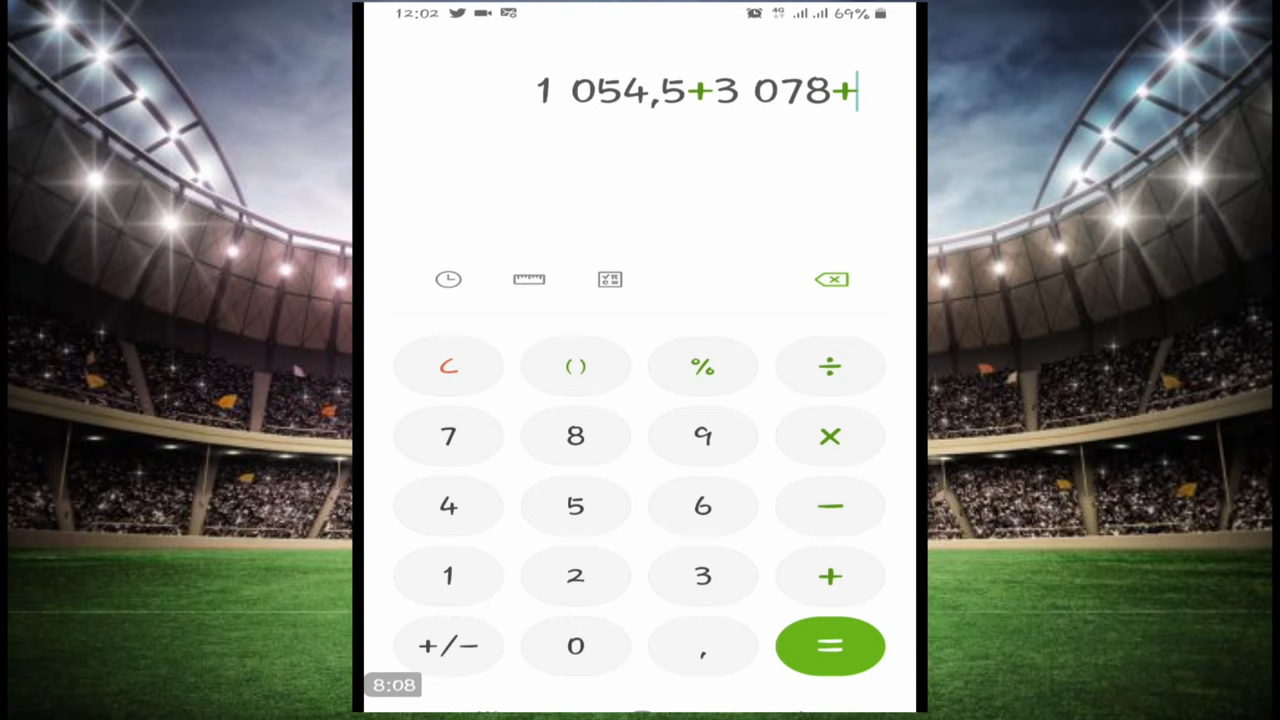 12:02 4G 69%
1 054,5+3 078+
C () % ÷
7 8 9 ×
4 5 6 −
1 2 3 +
+/− 0 , =
8:08